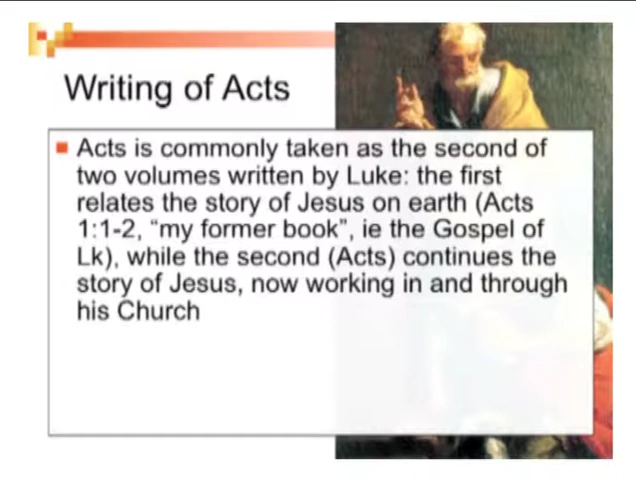 Writing of Acts
Acts is commonly taken as the second of
two volumes written by Luke: the first
relates the story of Jesus on earth (Acts
1:1-2, “my former book”, ie the Gospel of
Lk), while the second (Acts) continues the
story of Jesus, now working in and through
his Church